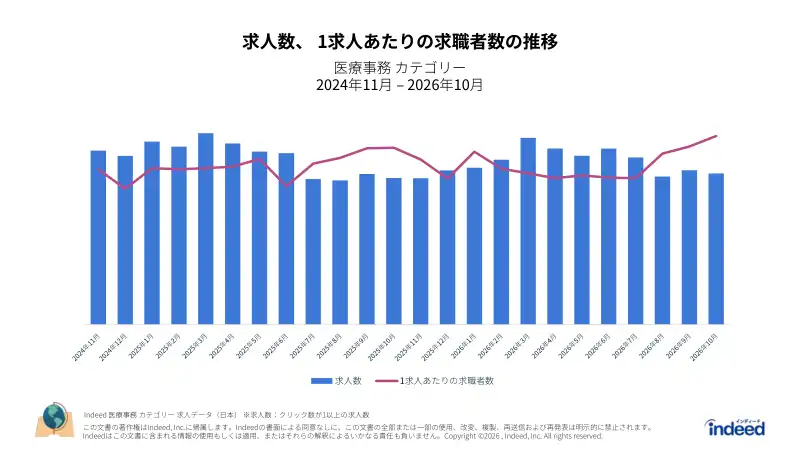 求人数、 1求人あたりの求職者数の推移
医療事務 カテゴリー
2024年11月 – 2026年10月
2024年11月
2024年12月
2025年1月
2025年2月
2025年3月
2025年4月
2025年5月
2025年6月
2025年7月
2025年8月
2025年9月
2025年10月
2025年11月
2025年12月
2026年1月
2026年2月
2026年3月
2026年4月
2026年5月
2026年6月
2026年7月
2026年8月
2026年9月
2026年10月
求人数 1求人あたりの求職者数
Indeed 医療事務 カテゴリー 求人データ（日本） ※求人数：クリック数が1以上の求人数
この文書の著作権はIndeed, Inc.に帰属します。Indeedの書面による同意なしに、この文書の全部または一部の使用、改変、複製、再送信および再発表は明示的に禁止されます。
Indeedはこの文書に含まれる情報の使用もしくは適用、またはそれらの解釈によるいかなる責任も負いません。Copyright ©2026 , Indeed, Inc. All rights reserved.
インディード
indeed